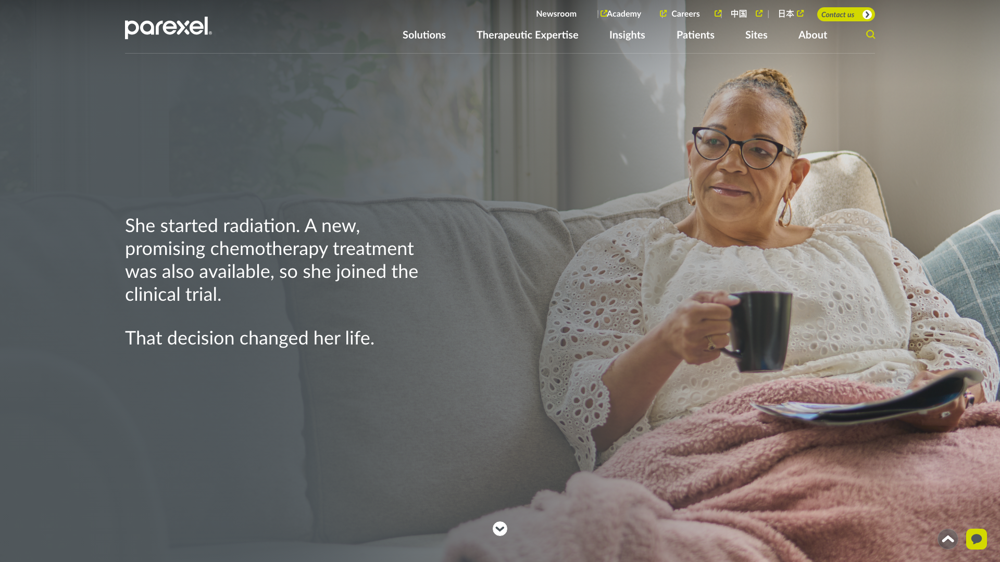 Newsroom
Academy
Careers
中国
日本
Contact us
parexel®
Solutions
Therapeutic Expertise
Insights
Patients
Sites
About
She started radiation. A new,
promising chemotherapy treatment
was also available, so she joined the
clinical trial.
That decision changed her life.